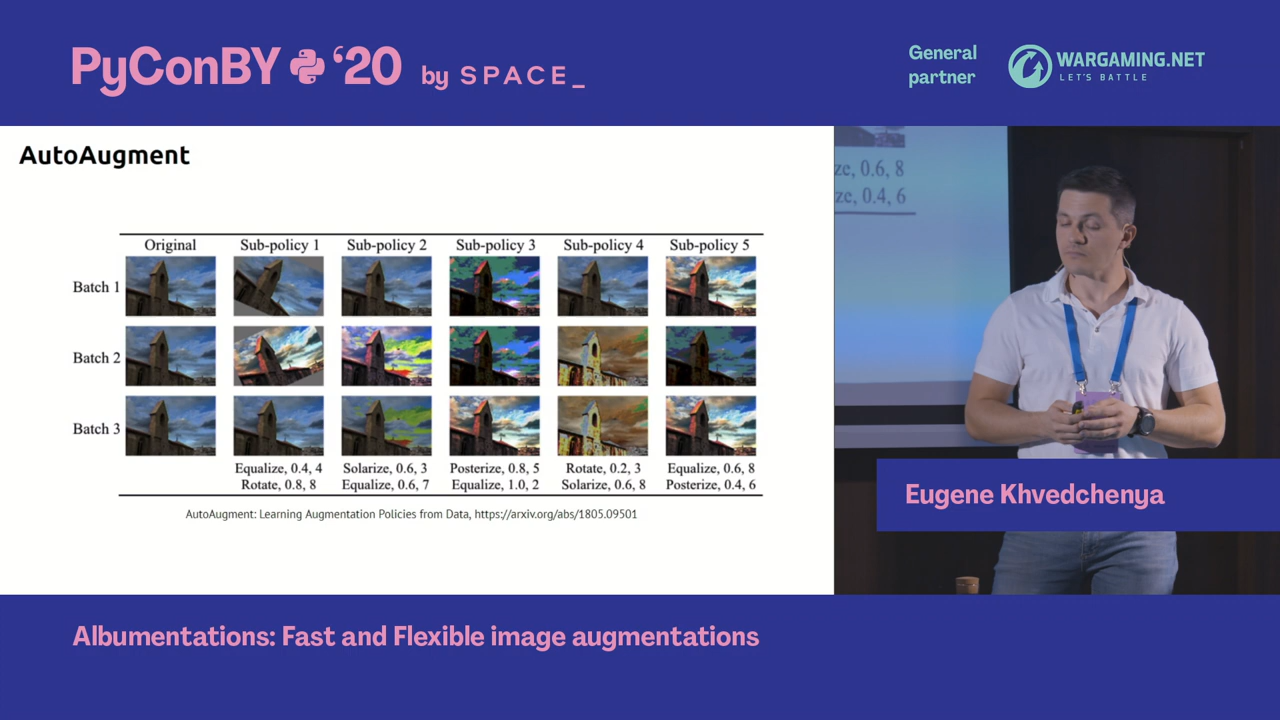 PyConBY '20 by SPACE_
General
partner
WARGAMING.NET
LET'S BATTLE
AutoAugment
Original Sub-policy 1 Sub-policy 2 Sub-policy 3 Sub-policy 4 Sub-policy 5
Batch 1
Batch 2
Batch 3
Equalize, 0.4, 4 Solarize, 0.6, 3 Posterize, 0.8, 5 Rotate, 0.2, 3 Equalize, 0.6, 8
Rotate, 0.8, 8 Equalize, 0.6, 7 Equalize, 1.0, 2 Solarize, 0.6, 8 Posterize, 0.4, 6
AutoAugment: Learning Augmentation Policies from Data, https://arxiv.org/abs/1805.09501
ze, 0.6, 8
ze, 0.4, 6
Eugene Khvedchenya
Albumentations: Fast and Flexible image augmentations